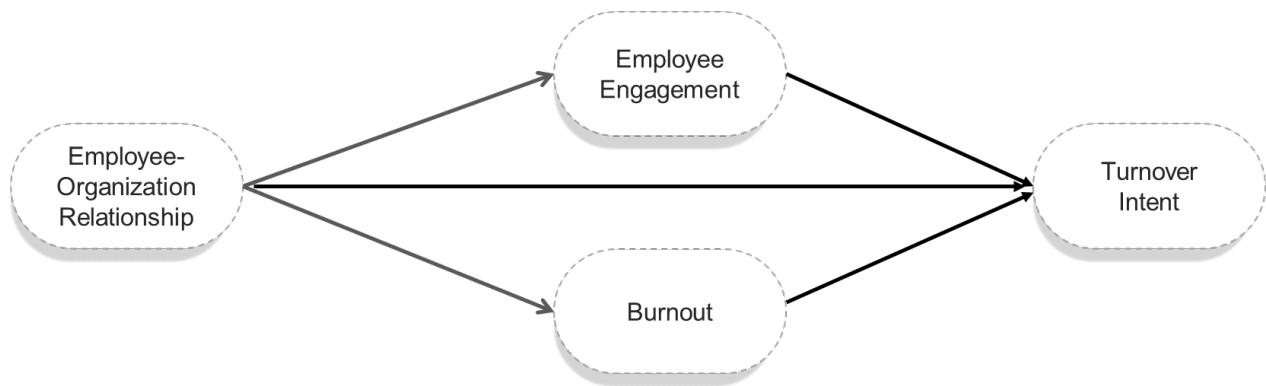 Employee
Engagement
Employee-
Organization
Relationship
Turnover
Intent
Burnout